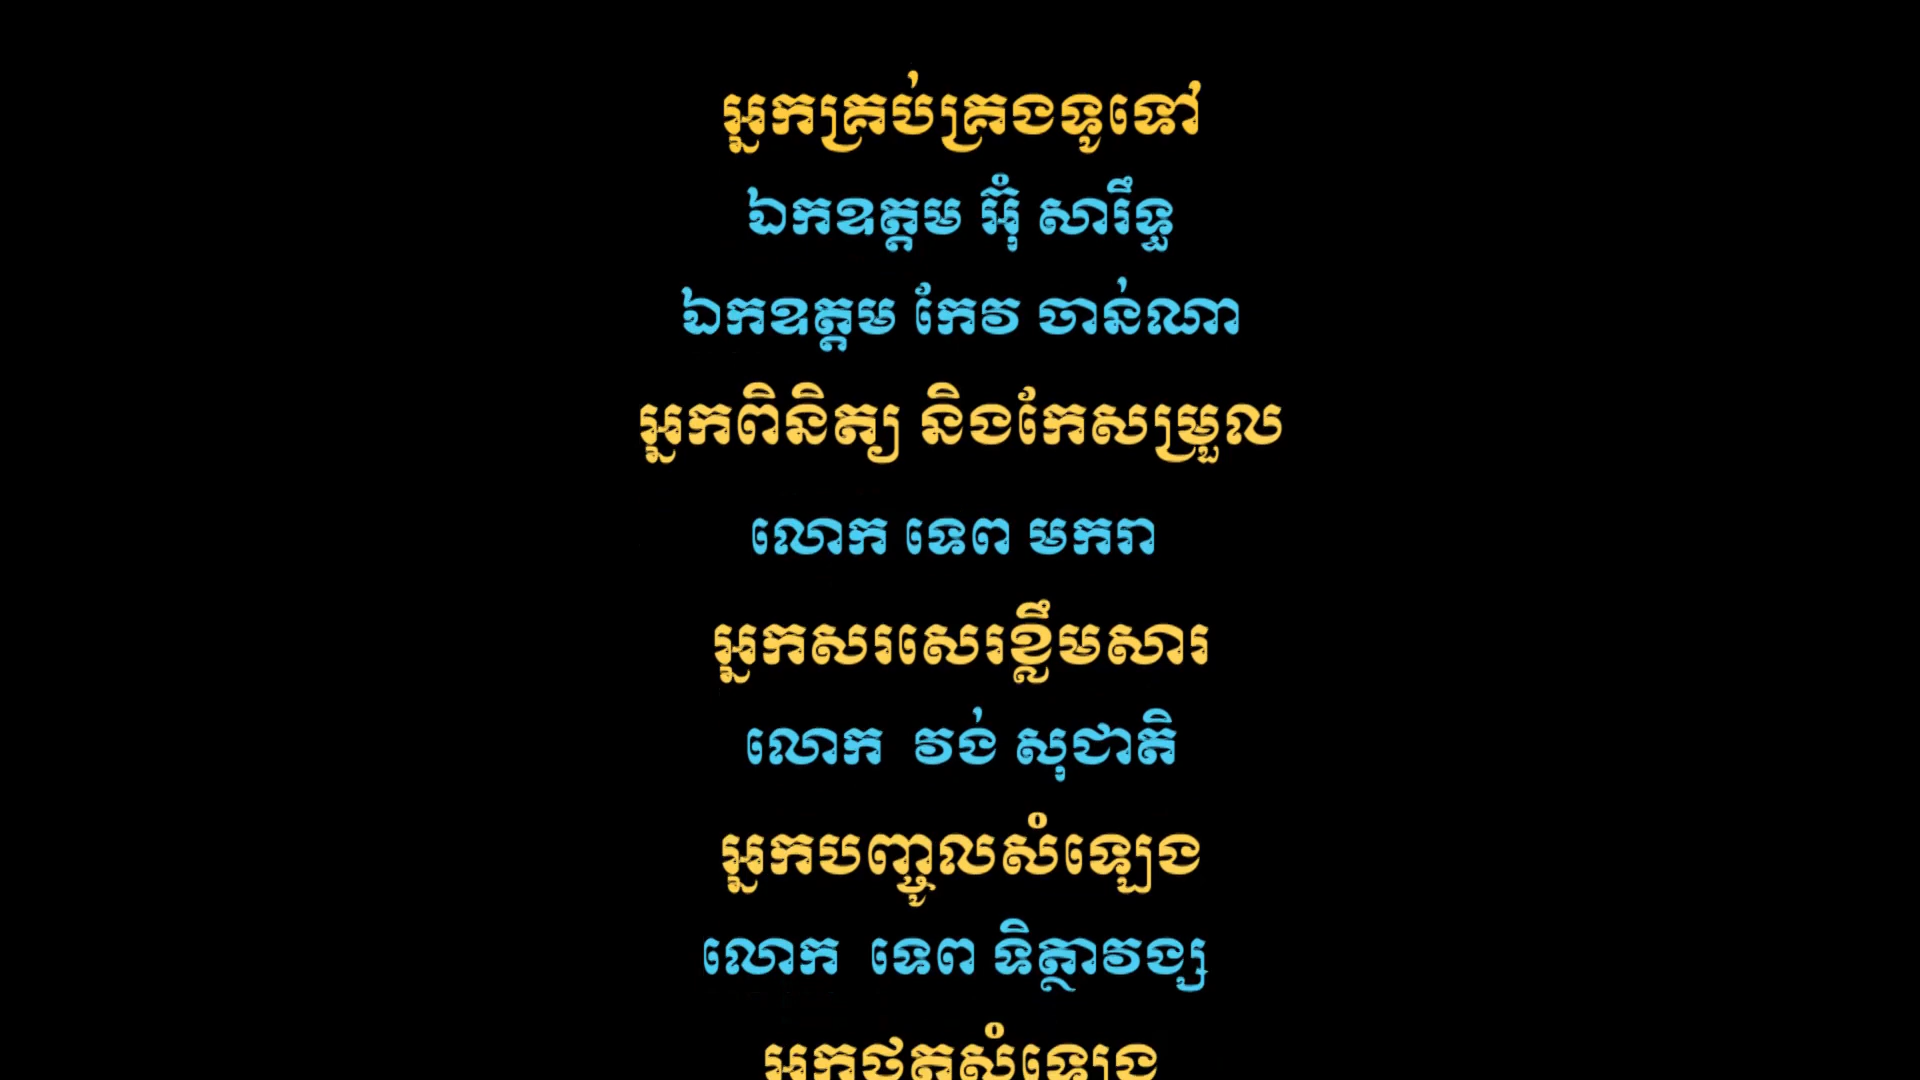 អ្នកគ្រប់គ្រងទូទៅ
ឯកឧត្តម អ៊ុំ សារឹទ្ធ
ឯកឧត្តម កែវ ចាន់ណា
អ្នកពិនិត្យ និងកែសម្រួល
លោក ទេព មករា
អ្នកសរសេរខ្លឹមសារ
លោក វង់ សុជាតិ
អ្នកបញ្ចូលសំឡេង
លោក ទេព ទិត្ថាវង្ស
អ្នកថតសំឡេង